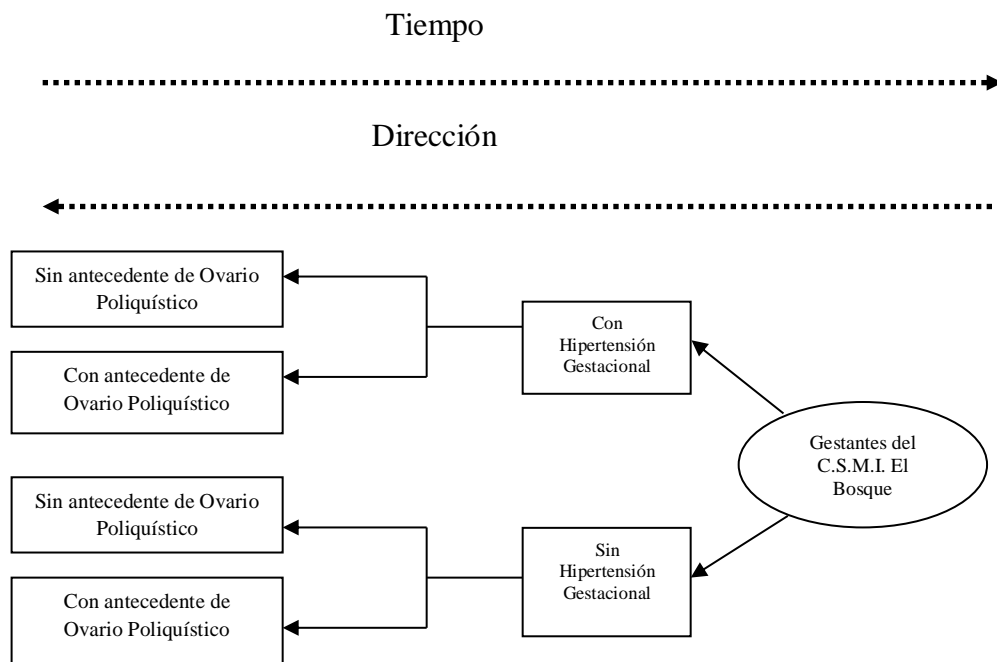 Tiempo
Dirección
Sin antecedente de Ovario
Poliquístico
Con antecedente de
Ovario Poliquístico
Con
Hipertensión
Gestacional
Gestantes del
C.S.M.I. El
Bosque
Sin antecedente de Ovario
Poliquístico
Con antecedente de
Ovario Poliquístico
Sin
Hipertensión
Gestacional